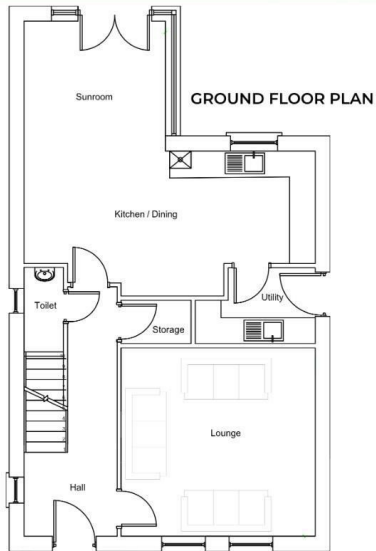 Sunroom
GROUND FLOOR PLAN
Kitchen / Dining
Toilet
Utility
Storage
Lounge
Hall